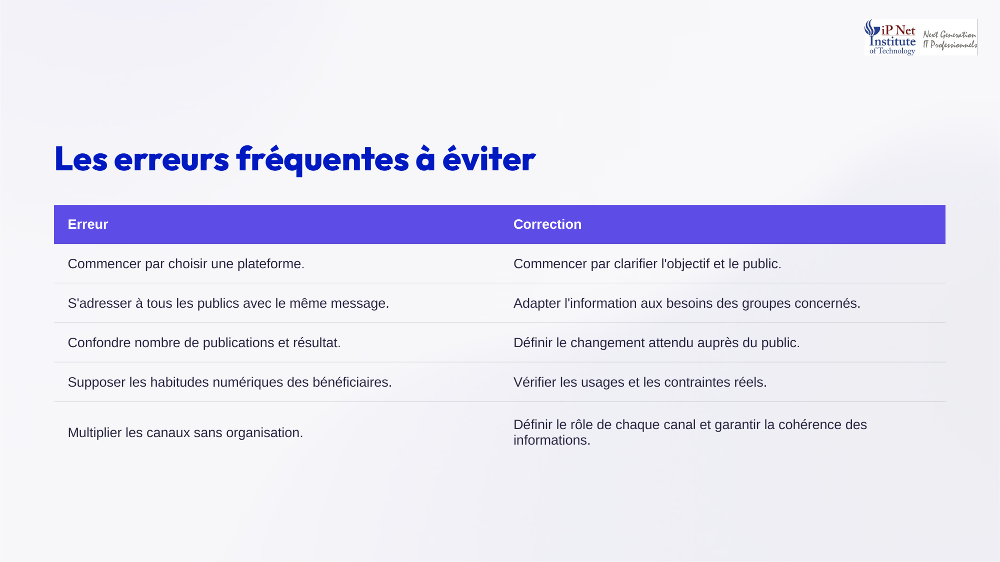 iP Net
Institute
of Technology
Next Generation
IT Professionnels
Les erreurs fréquentes à éviter
Erreur
Correction
Commencer par choisir une plateforme.
Commencer par clarifier l'objectif et le public.
S'adresser à tous les publics avec le même message.
Adapter l'information aux besoins des groupes concernés.
Confondre nombre de publications et résultat.
Définir le changement attendu auprès du public.
Supposer les habitudes numériques des bénéficiaires.
Vérifier les usages et les contraintes réels.
Multiplier les canaux sans organisation.
Définir le rôle de chaque canal et garantir la cohérence des
informations.